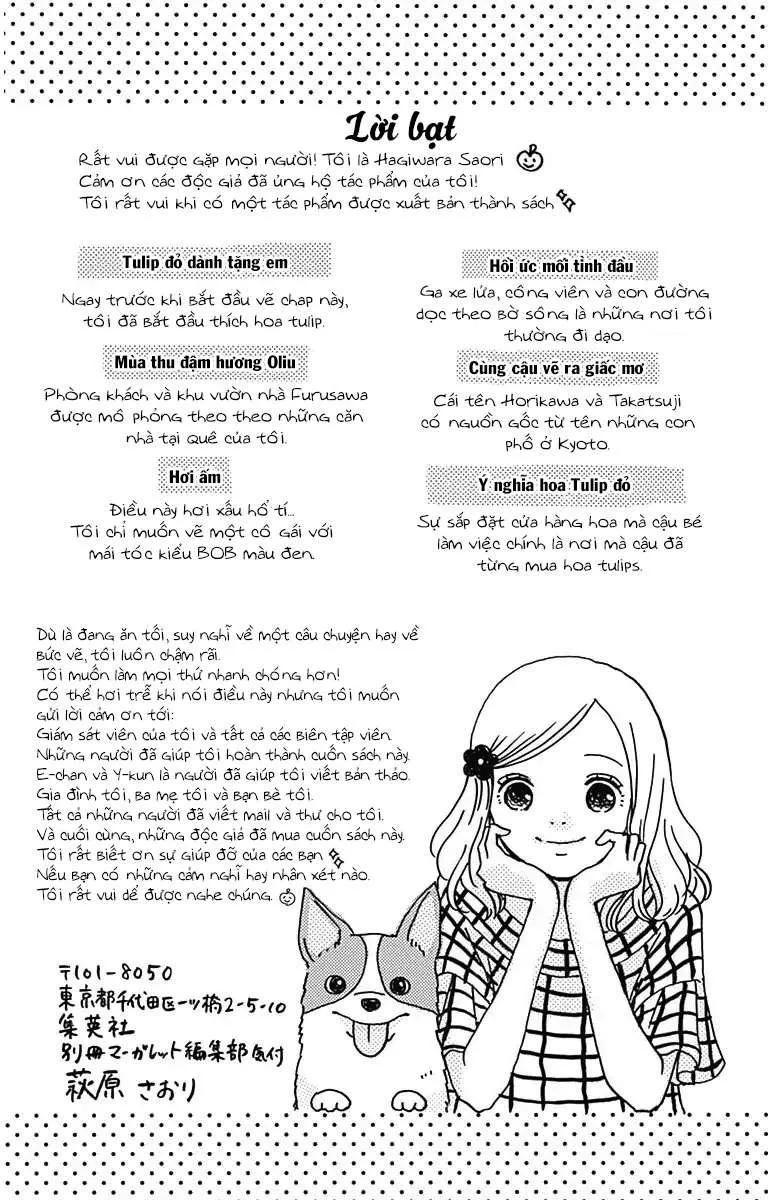 Lời bạt
Rất vui được gặp mọi người! Tôi là Hagiwara Saori
Cảm ơn các độc giả đã ủng hộ tác phẩm của tôi!
Tôi rất vui khi có một tác phẩm được xuất bản thành sách
Tulip đỏ dành tặng em
Ngay trước khi bắt đầu vẽ chap này,
tôi đã bắt đầu thích hoa tulip.
Mùa thu đậm hương Oliu
Phòng khách và khu vườn nhà Furusawa
được mô phỏng theo theo những căn
nhà tại quê của tôi.
Hơi ấm
Điều này hơi xấu hổ tí...
Tôi chỉ muốn vẽ một cô gái với
mái tóc kiểu BOB màu đen.
Hồi ức mối tình đầu
Ga xe lửa, công viên và con đường
dọc theo bờ sông là những nơi tôi
thường đi dạo.
Cùng cậu vẽ ra giấc mơ
Cái tên Horikawa và Takatsuji
có nguồn gốc từ tên những con
phố ở Kyoto.
Ý nghĩa hoa Tulip đỏ
Sự sắp đặt cửa hàng hoa mà cậu bé
làm việc chính là nơi mà cậu đã
từng mua hoa tulips.
Dù là đang ăn tối, suy nghĩ về một câu chuyện hay vẽ
bức vẽ, tôi luôn chậm rãi.
Tôi muốn làm mọi thứ nhanh chóng hơn!
Có thể hơi trễ khi nói điều này nhưng tôi muốn
gửi lời cảm ơn tới:
Giám sát viên của tôi và tất cả các biên tập viên.
Những người đã giúp tôi hoàn thành cuốn sách này.
E-chan và Y-kun là người đã giúp tôi viết bản thảo.
Gia đình tôi, ba mẹ tôi và bạn bè tôi.
Tất cả những người đã viết mail và thư cho tôi.
Và cuối cùng, những độc giả đã mua cuốn sách này.
Tôi rất biết ơn sự giúp đỡ của các bạn
Nếu bạn có những cảm nghĩ hay nhân xét nào.
Tôi rất vui dể được nghe chúng.
〒101-8050
東京都千代田区一ツ橋2-5-10
集英社
別冊マーガレット編集部気付
萩原 さおり